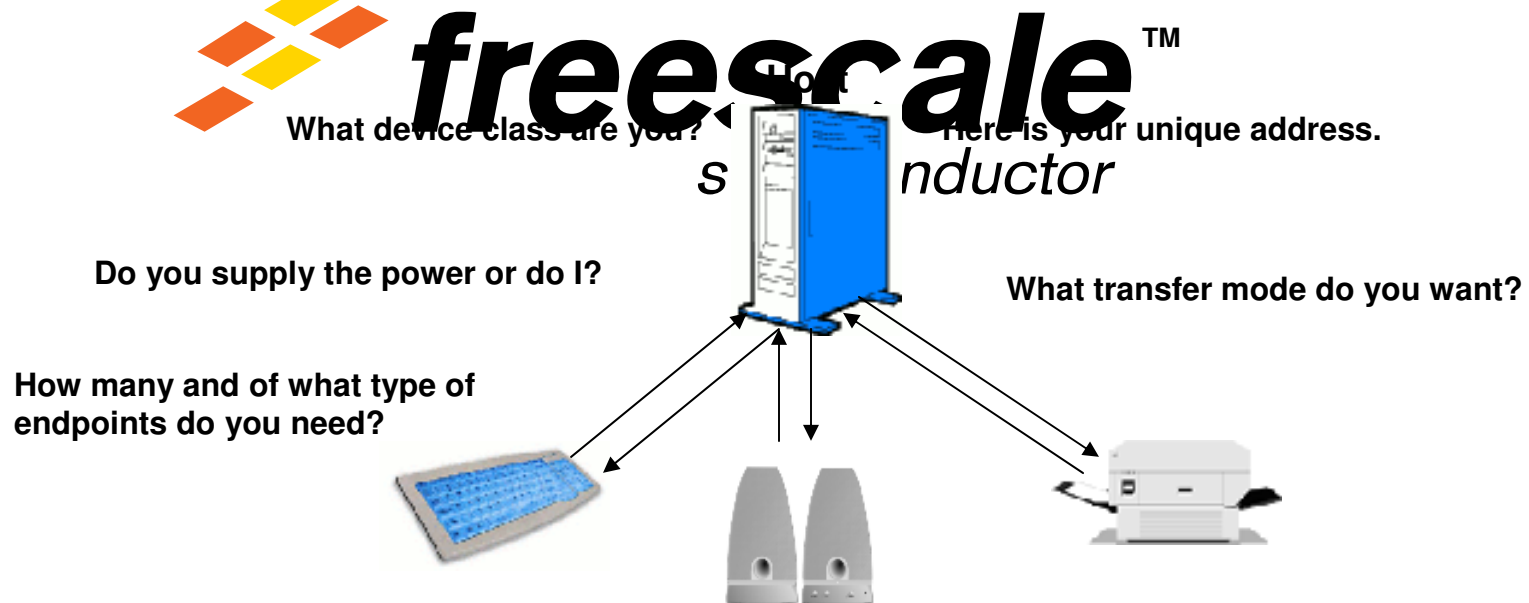 freescale™
Host
What device class are you?
Here is your unique address.
nductor
Do you supply the power or do I?
What transfer mode do you want?
How many and of what type of
endpoints do you need?